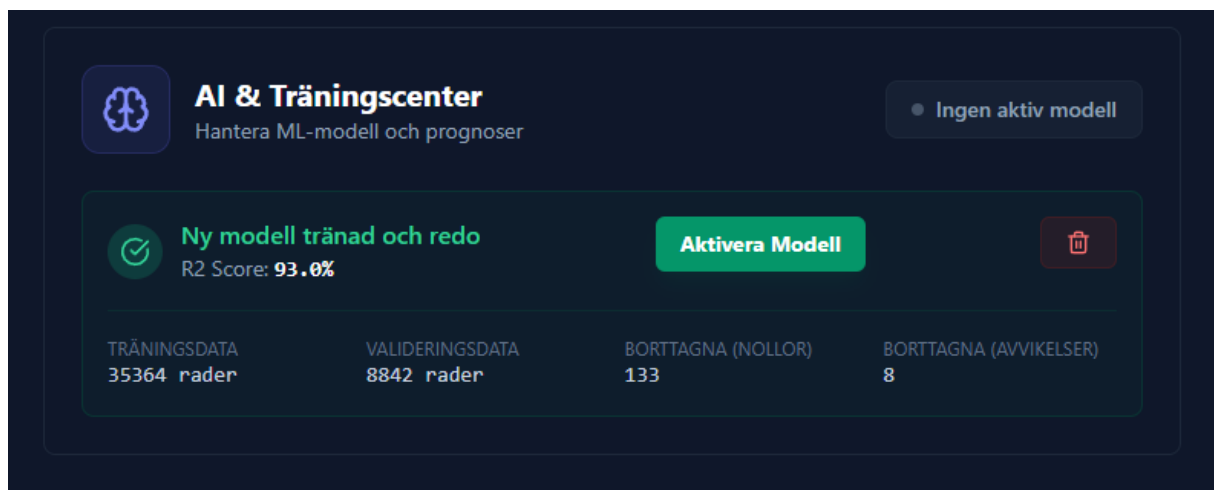 AI & Träningscenter
Hantera ML-modell och prognoser
Ingen aktiv modell
Ny modell tränad och redo
R2 Score: 93.0%
Aktivera Modell
TRÄNINGSDATA
35364 rader
VALIDERINGSDATA
8842 rader
BORTTAGNA (NOLLOR)
133
BORTTAGNA (AVVIKELSER)
8